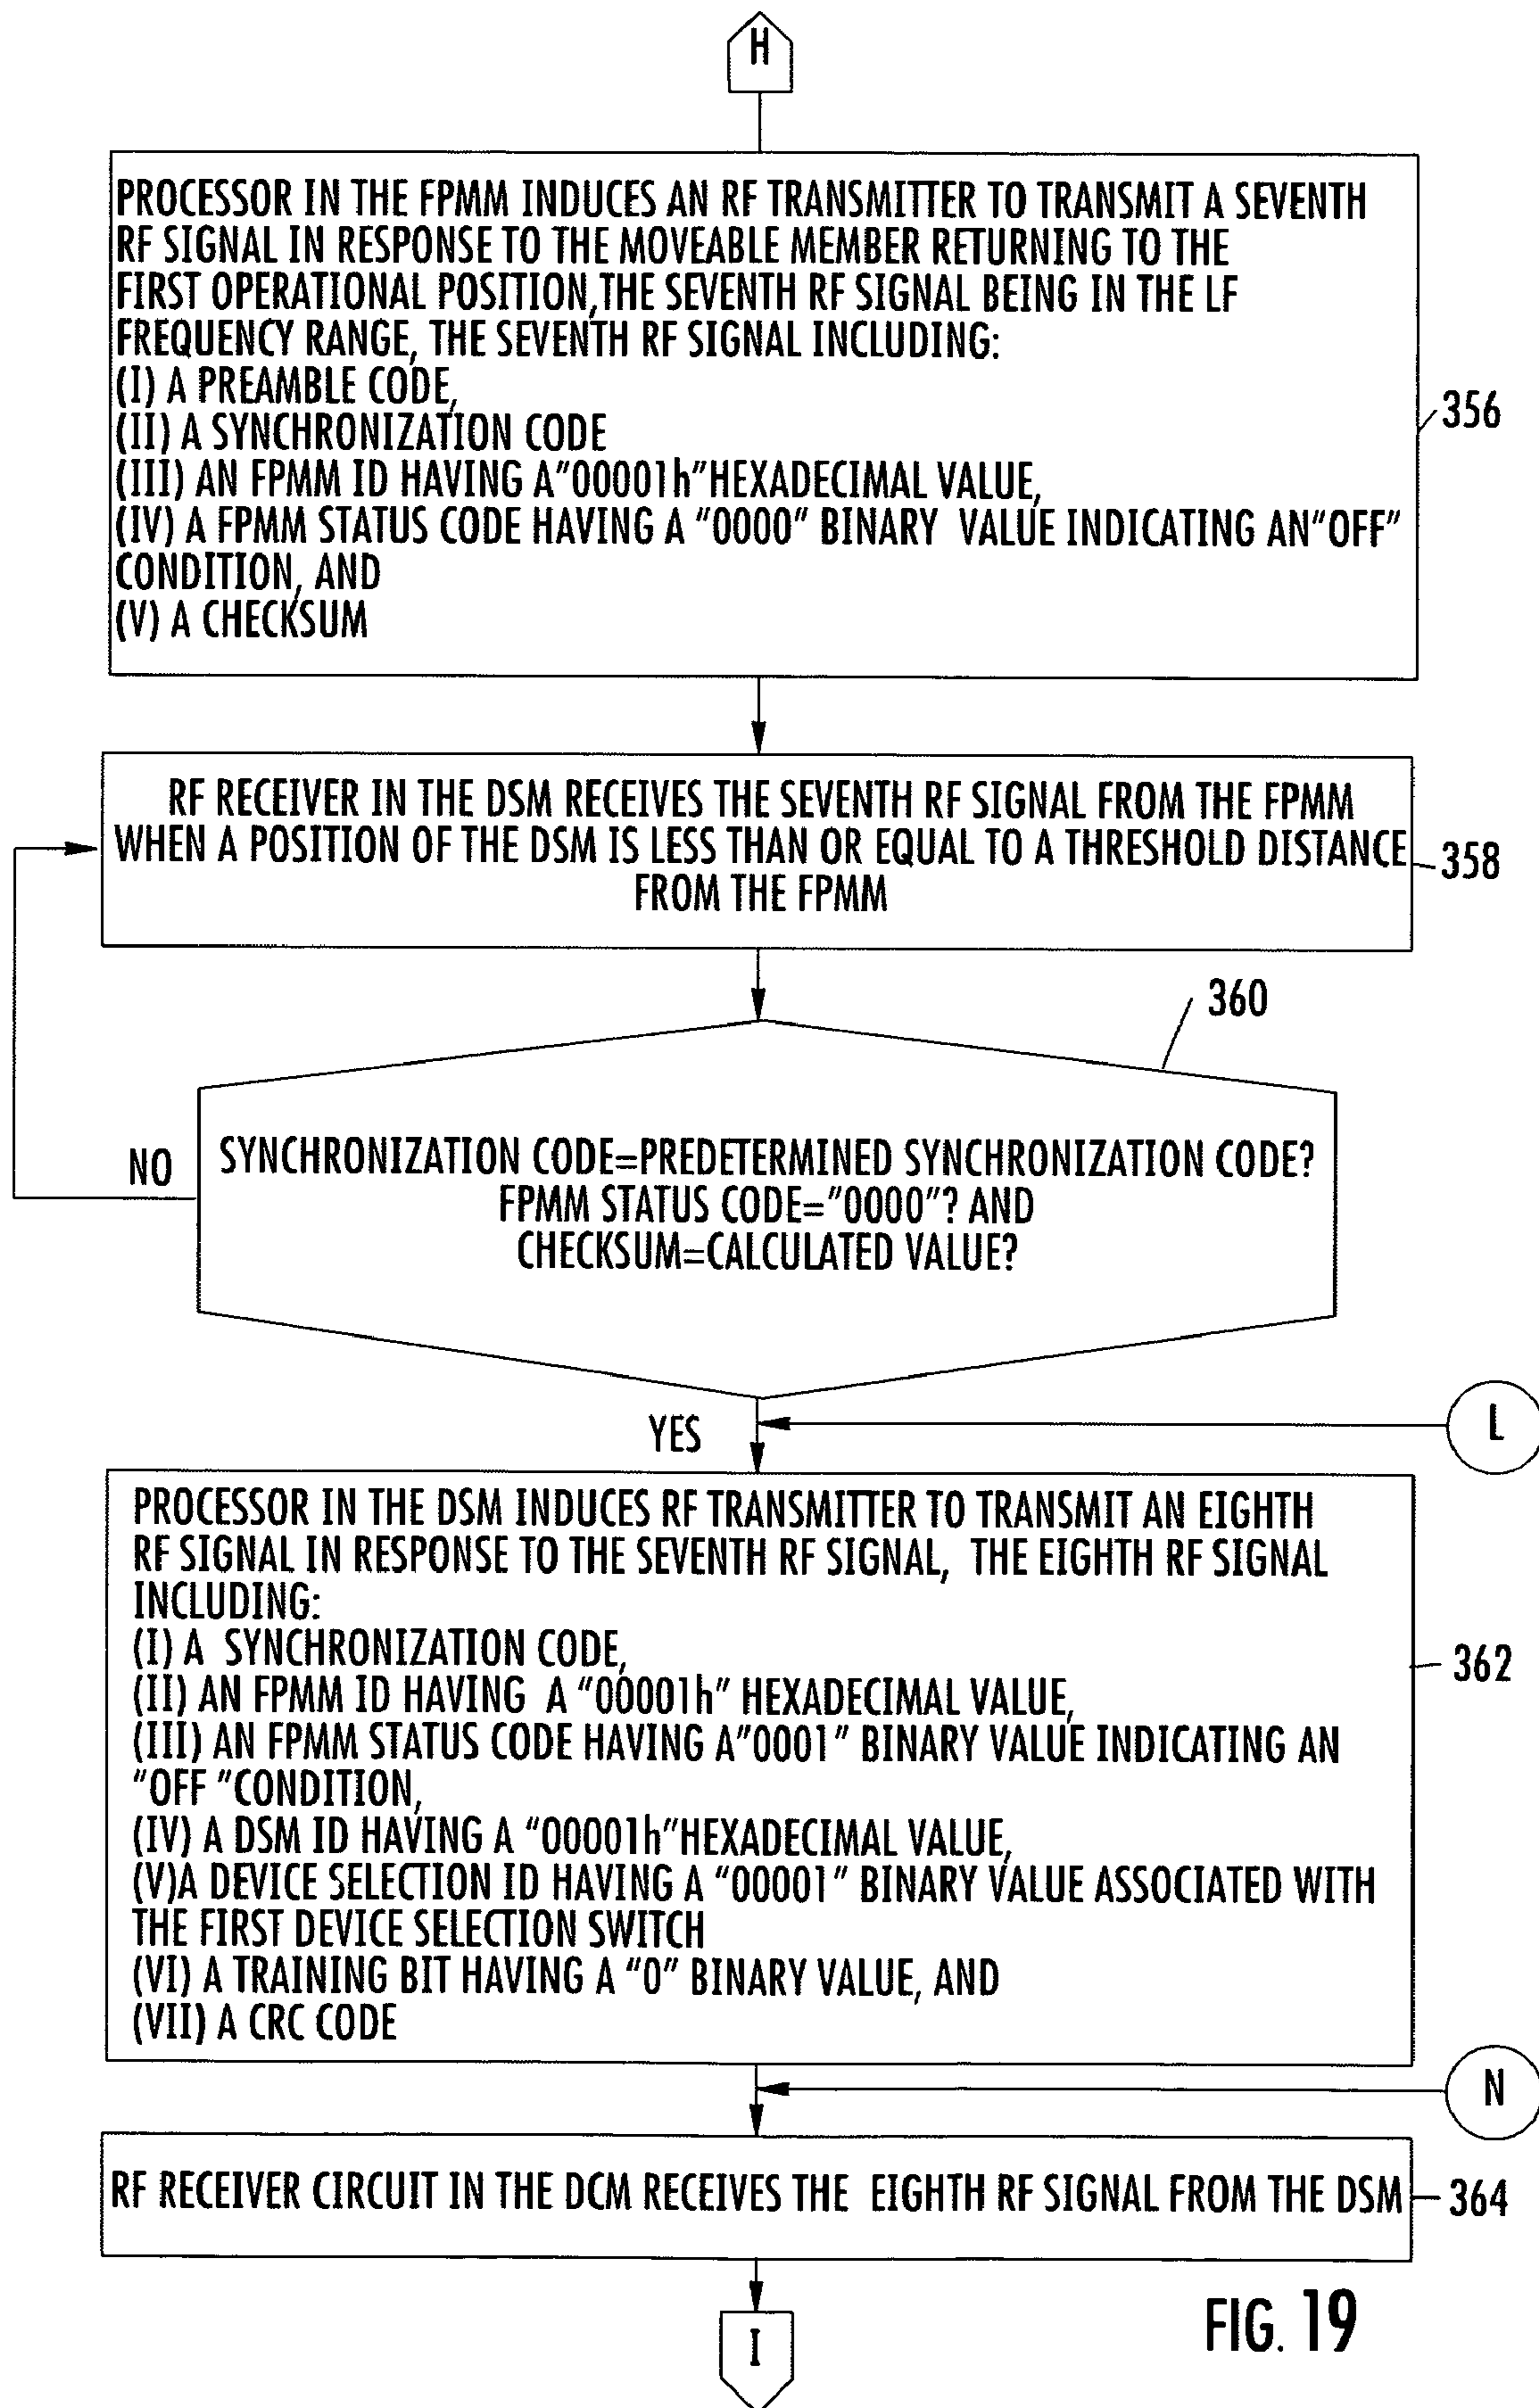 H
PROCESSOR IN THE FPMM INDUCES AN RF TRANSMITTER TO TRANSMIT A SEVENTH
RF SIGNAL IN RESPONSE TO THE MOVEABLE MEMBER RETURNING TO THE
FIRST OPERATIONAL POSITION,THE SEVENTH RF SIGNAL BEING IN THE LF
FREQUENCY RANGE, THE SEVENTH RF SIGNAL INCLUDING:
(I) A PREAMBLE CODE,
(II) A SYNCHRONIZATION CODE
(III) AN FPMM ID HAVING A"00001h"HEXADECIMAL VALUE,
(IV) A FPMM STATUS CODE HAVING A "0000" BINARY VALUE INDICATING AN"OFF"
CONDITION, AND
(V) A CHECKSUM
356
RF RECEIVER IN THE DSM RECEIVES THE SEVENTH RF SIGNAL FROM THE FPMM
WHEN A POSITION OF THE DSM IS LESS THAN OR EQUAL TO A THRESHOLD DISTANCE
FROM THE FPMM
358
360
NO
SYNCHRONIZATION CODE=PREDETERMINED SYNCHRONIZATION CODE?
FPMM STATUS CODE="0000"? AND
CHECKSUM=CALCULATED VALUE?
YES
L
PROCESSOR IN THE DSM INDUCES RF TRANSMITTER TO TRANSMIT AN EIGHTH
RF SIGNAL IN RESPONSE TO THE SEVENTH RF SIGNAL, THE EIGHTH RF SIGNAL
INCLUDING:
(I) A SYNCHRONIZATION CODE,
(II) AN FPMM ID HAVING A "00001h" HEXADECIMAL VALUE,
(III) AN FPMM STATUS CODE HAVING A"0001" BINARY VALUE INDICATING AN
"OFF "CONDITION,
(IV) A DSM ID HAVING A "00001h"HEXADECIMAL VALUE,
(V)A DEVICE SELECTION ID HAVING A "00001" BINARY VALUE ASSOCIATED WITH
THE FIRST DEVICE SELECTION SWITCH
(VI) A TRAINING BIT HAVING A "0" BINARY VALUE, AND
(VII) A CRC CODE
362
N
RF RECEIVER CIRCUIT IN THE DCM RECEIVES THE EIGHTH RF SIGNAL FROM THE DSM
364
I
FIG. 19